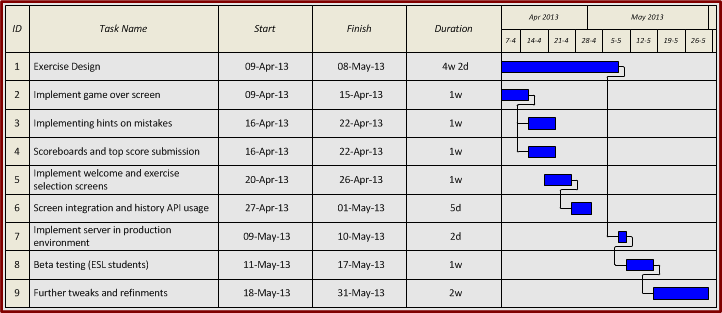 ID Task Name Start Finish Duration Apr 2013 May 2013
7-4 14-4 21-4 28-4 5-5 12-5 19-5 26-5
1 Exercise Design 09-Apr-13 08-May-13 4w 2d
2 Implement game over screen 09-Apr-13 15-Apr-13 1w
3 Implementing hints on mistakes 16-Apr-13 22-Apr-13 1w
4 Scoreboards and top score submission 16-Apr-13 22-Apr-13 1w
5 Implement welcome and exercise
selection screens 20-Apr-13 26-Apr-13 1w
6 Screen integration and history API usage 27-Apr-13 01-May-13 5d
7 Implement server in production
environment 09-May-13 10-May-13 2d
8 Beta testing (ESL students) 11-May-13 17-May-13 1w
9 Further tweaks and refinments 18-May-13 31-May-13 2w